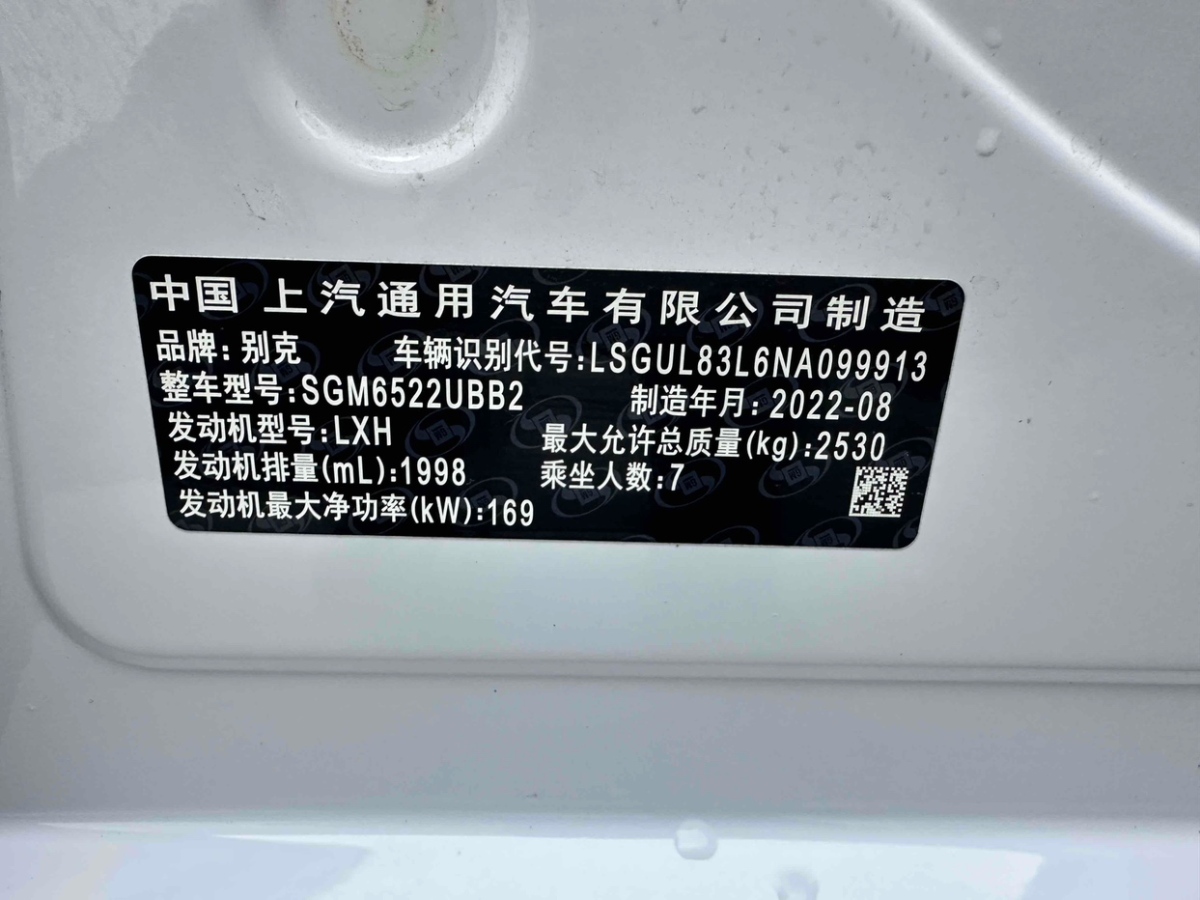 中国 上汽通用汽车有限公司制造
品牌：别克 车辆识别代号：LSGUL83L6NA099913
整车型号：SGM6522UBB2 制造年月：2022-08
发动机型号：LXH 最大允许总质量(kg)：2530
发动机排量(mL)：1998 乘坐人数：7
发动机最大净功率(kW)：169